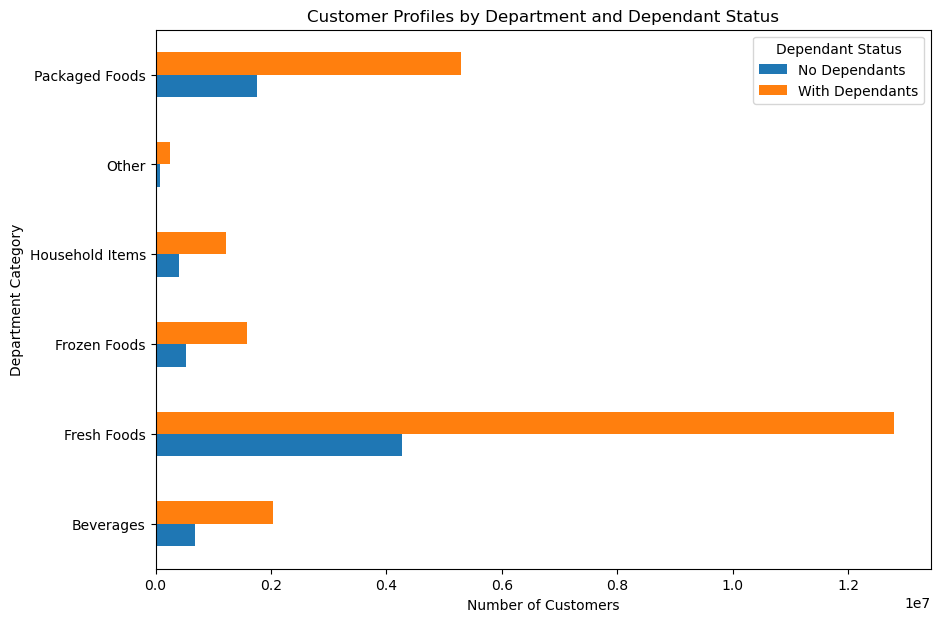 Customer Profiles by Department and Dependant Status
Dependant Status
No Dependants
With Dependants
Department Category
Packaged Foods
Other
Household Items
Frozen Foods
Fresh Foods
Beverages
0.0 0.2 0.4 0.6 0.8 1.0 1.2
1e7
Number of Customers